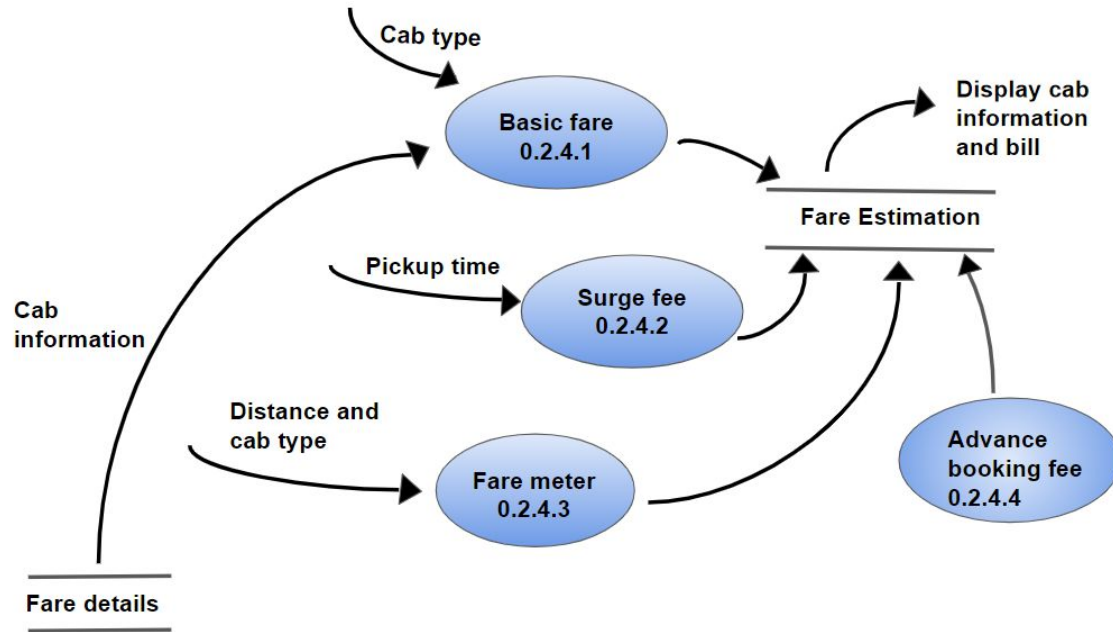 Cab type
Basic fare
0.2.4.1
Display cab
information
and bill
Fare Estimation
Pickup time
Surge fee
0.2.4.2
Cab
information
Distance and
cab type
Fare meter
0.2.4.3
Advance
booking fee
0.2.4.4
Fare details